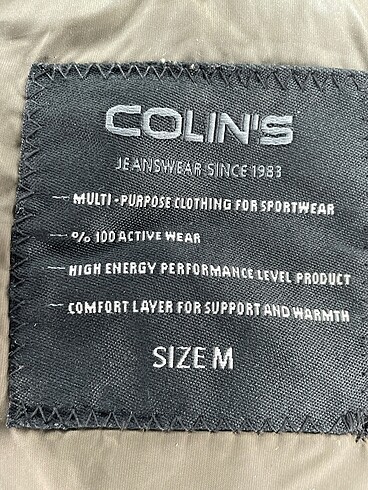 COLIN'S
JEANSWEAR SINCE 1983
— MULTI-PURPOSE CLOTHING FOR SPORTWEAR
— % 100 ACTIVE WEAR
— HIGH ENERGY PERFORMANCE LEVEL PRODUCT
— COMFORT LAYER FOR SUPPORT AND WARMTH
SIZE M